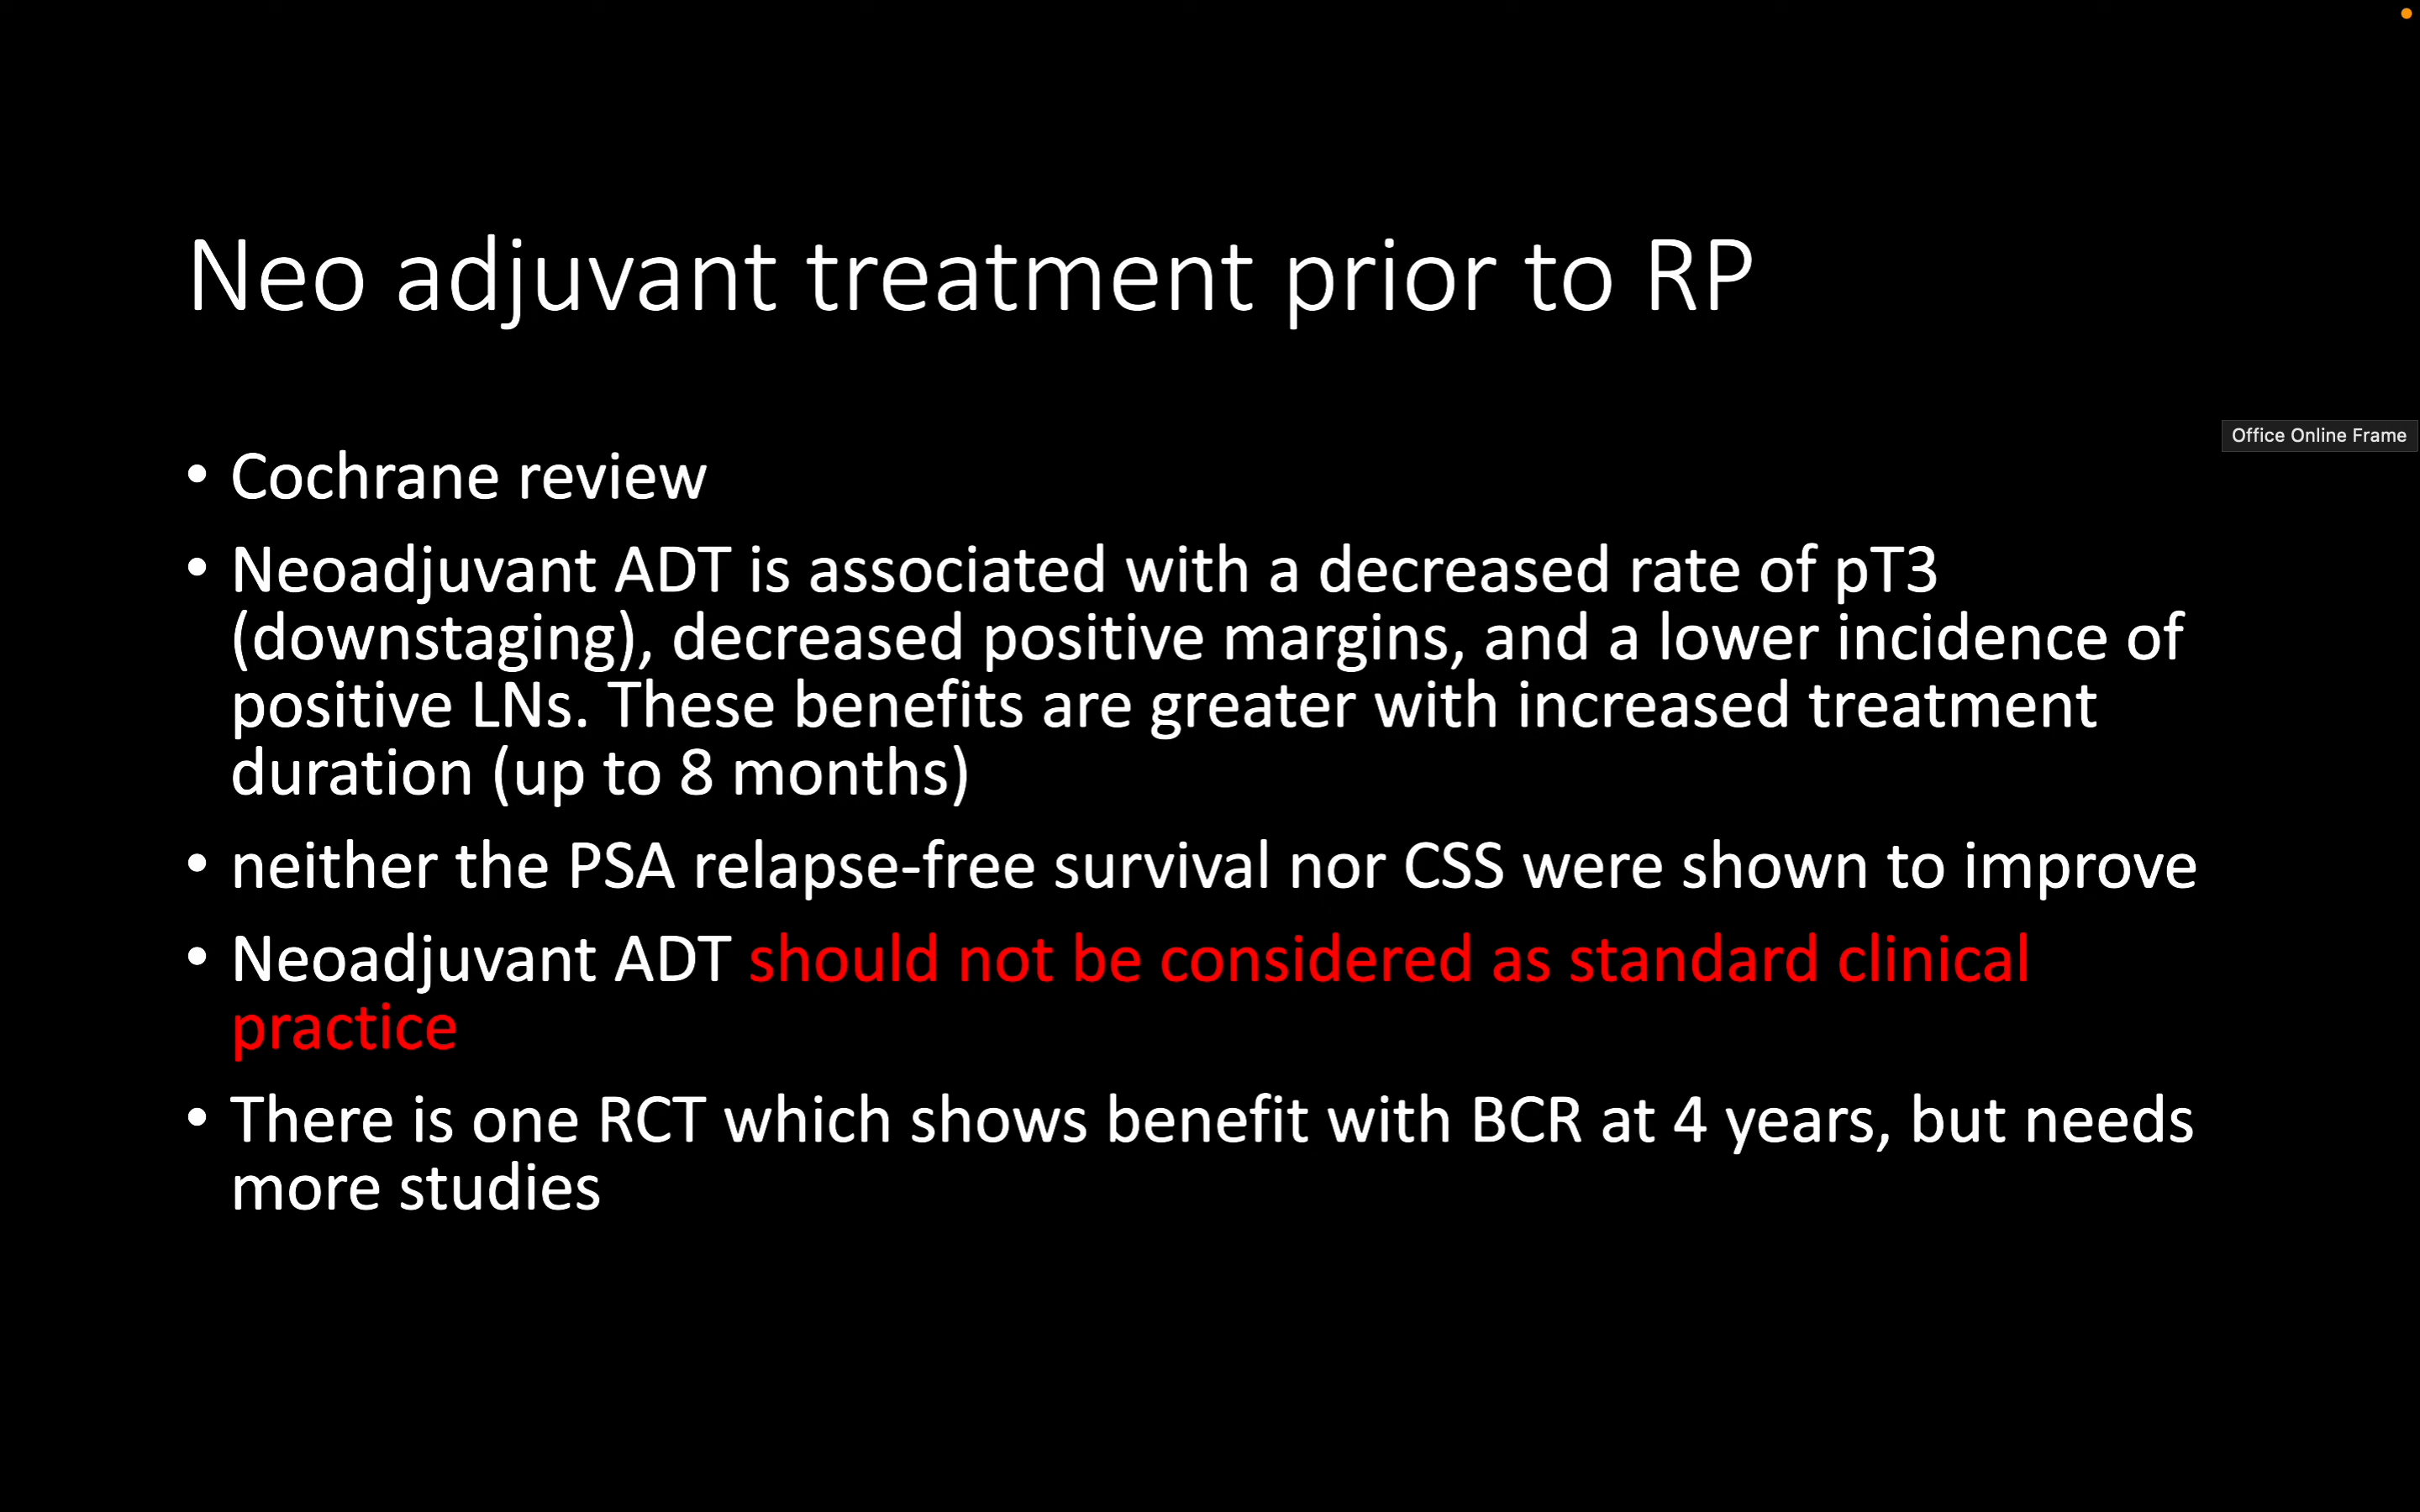 Neo adjuvant treatment prior to RP
Office Online Frame
• Cochrane review
• Neoadjuvant ADT is associated with a decreased rate of pT3
(downstaging), decreased positive margins, and a lower incidence of
positive LNs. These benefits are greater with increased treatment
duration (up to 8 months)
• neither the PSA relapse-free survival nor CSS were shown to improve
• Neoadjuvant ADT should not be considered as standard clinical
practice
• There is one RCT which shows benefit with BCR at 4 years, but needs
more studies